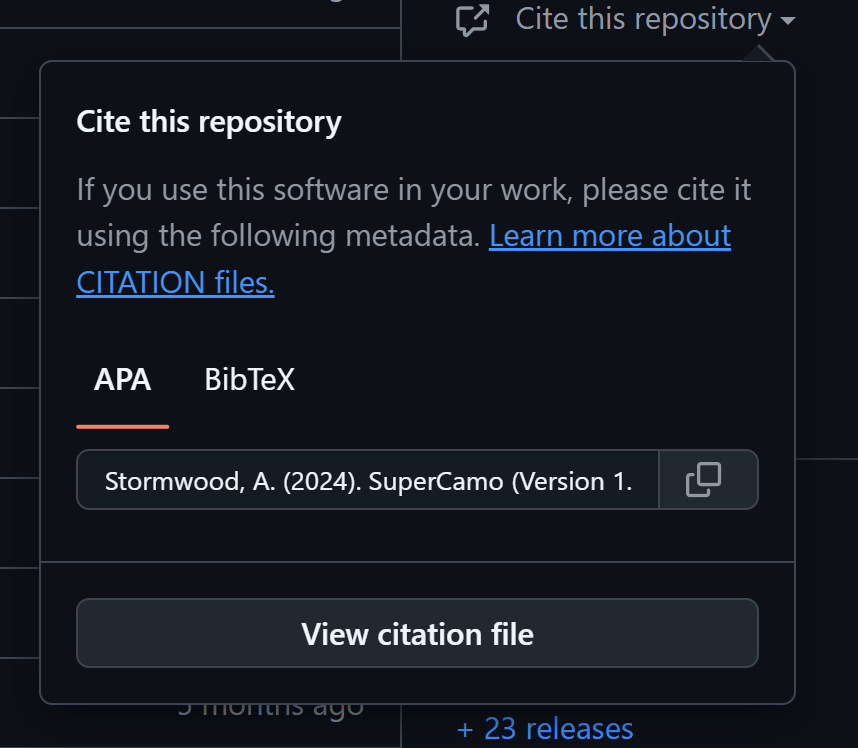 Cite this repository
Cite this repository
If you use this software in your work, please cite it
using the following metadata. Learn more about
CITATION files.
APA BibTeX
Stormwood, A. (2024). SuperCamo (Version 1.
View citation file
months ago
+ 23 releases